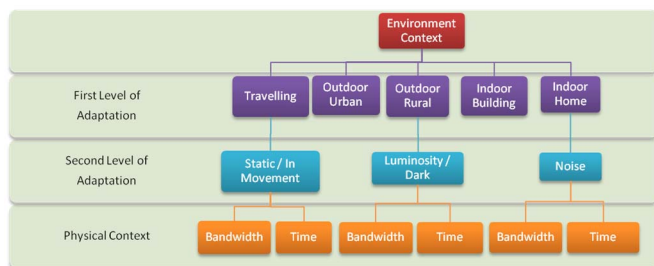 Environment
Context
First Level of
Adaptation
Travelling
Outdoor
Urban
Outdoor
Rural
Indoor
Building
Indoor
Home
Second Level of
Adaptation
Static / In
Movement
Luminosity /
Dark
Noise
Physical Context
Bandwidth
Time
Bandwidth
Time
Bandwidth
Time